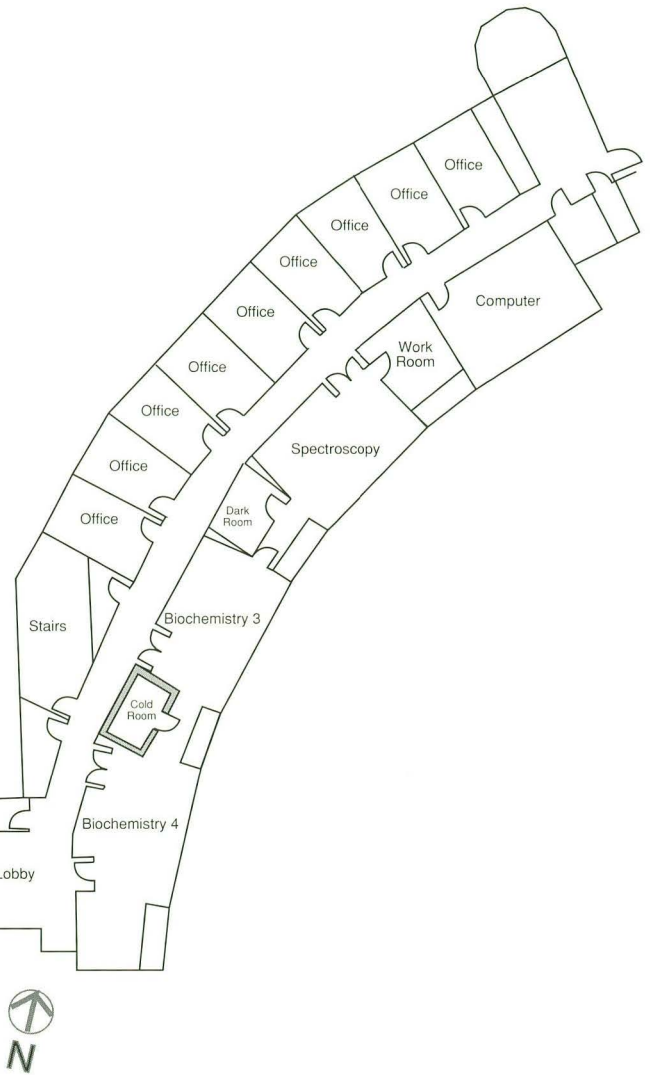 Office
Office
Office
Office
Computer
Office
Work
Room
Office
Office
Spectroscopy
Office
Dark
Room
Office
Biochemistry 3
Stairs
Cold
Room
Biochemistry 4
Lobby
N